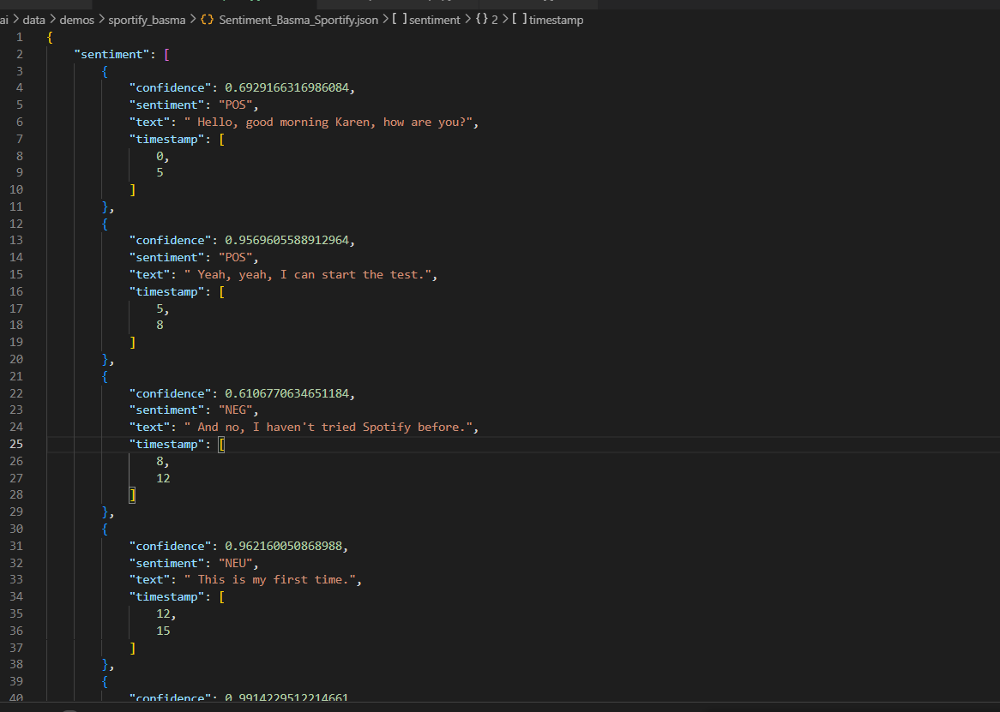 ai > data > demos > sportify_basma > {} Sentiment_Basma_Sportify.json > [ ] sentiment > {} 2 > [ ] timestamp
1 {
2 "sentiment": [
3 {
4 "confidence": 0.6929166316986084,
5 "sentiment": "POS",
6 "text": " Hello, good morning Karen, how are you?",
7 "timestamp": [
8 0,
9 5
10 ]
11 },
12 {
13 "confidence": 0.9569605588912964,
14 "sentiment": "POS",
15 "text": " Yeah, yeah, I can start the test.",
16 "timestamp": [
17 5,
18 8
19 ]
20 },
21 {
22 "confidence": 0.6106770634651184,
23 "sentiment": "NEG",
24 "text": " And no, I haven't tried Spotify before.",
25 "timestamp": [
26 8,
27 12
28 ]
29 },
30 {
31 "confidence": 0.962160050868988,
32 "sentiment": "NEU",
33 "text": " This is my first time.",
34 "timestamp": [
35 12,
36 15
37 ]
38 },
39 {
40 "confidence": 0.9914229512214661